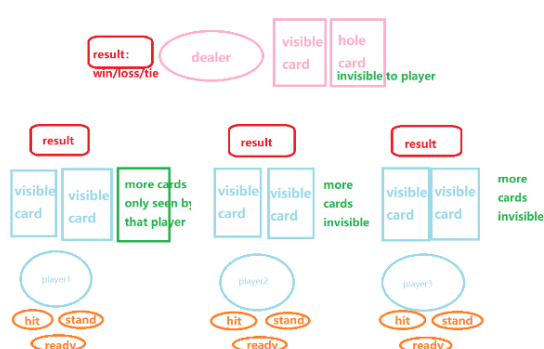 result:
win/loss/tie
dealer
visible
card
hole
card
invisible to player
result
result
result
visible
card
visible
card
more cards
only seen by
that player
visible
card
visible
card
more
cards
invisible
visible
card
visible
card
more
cards
invisible
player1
player2
player3
hit
stand
hit
stand
hit
stand
ready
ready
ready